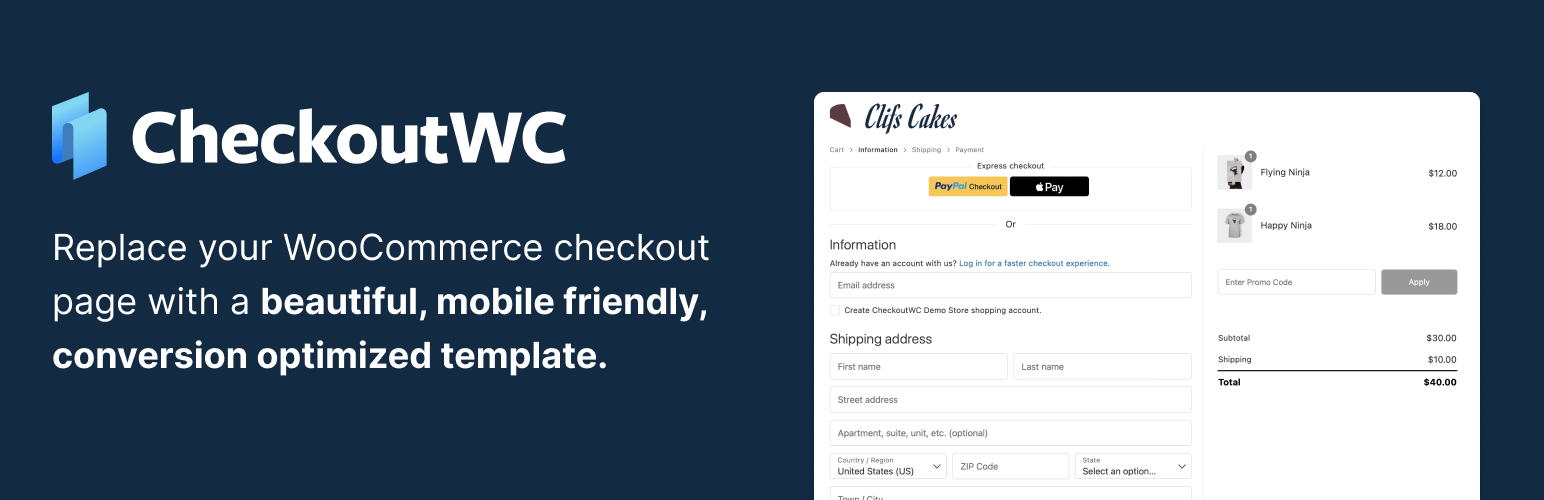 CheckoutWC
Replace your WooCommerce checkout
page with a beautiful, mobile friendly,
conversion optimized template.
Clifs Cakes
Cart > Information > Shipping > Payment
Express checkout
PayPal Checkout
Pay
Or
Information
Already have an account with us? Log in for a faster checkout experience.
Email address
Create CheckoutWC Demo Store shopping account.
Shipping address
First name
Last name
Street address
Apartment, suite, unit, etc. (optional)
Country / Region
United States (US)
ZIP Code
State
Select an option...
Town / City
1
Flying Ninja
$12.00
1
Happy Ninja
$18.00
Enter Promo Code
Apply
Subtotal
$30.00
Shipping
$10.00
Total
$40.00